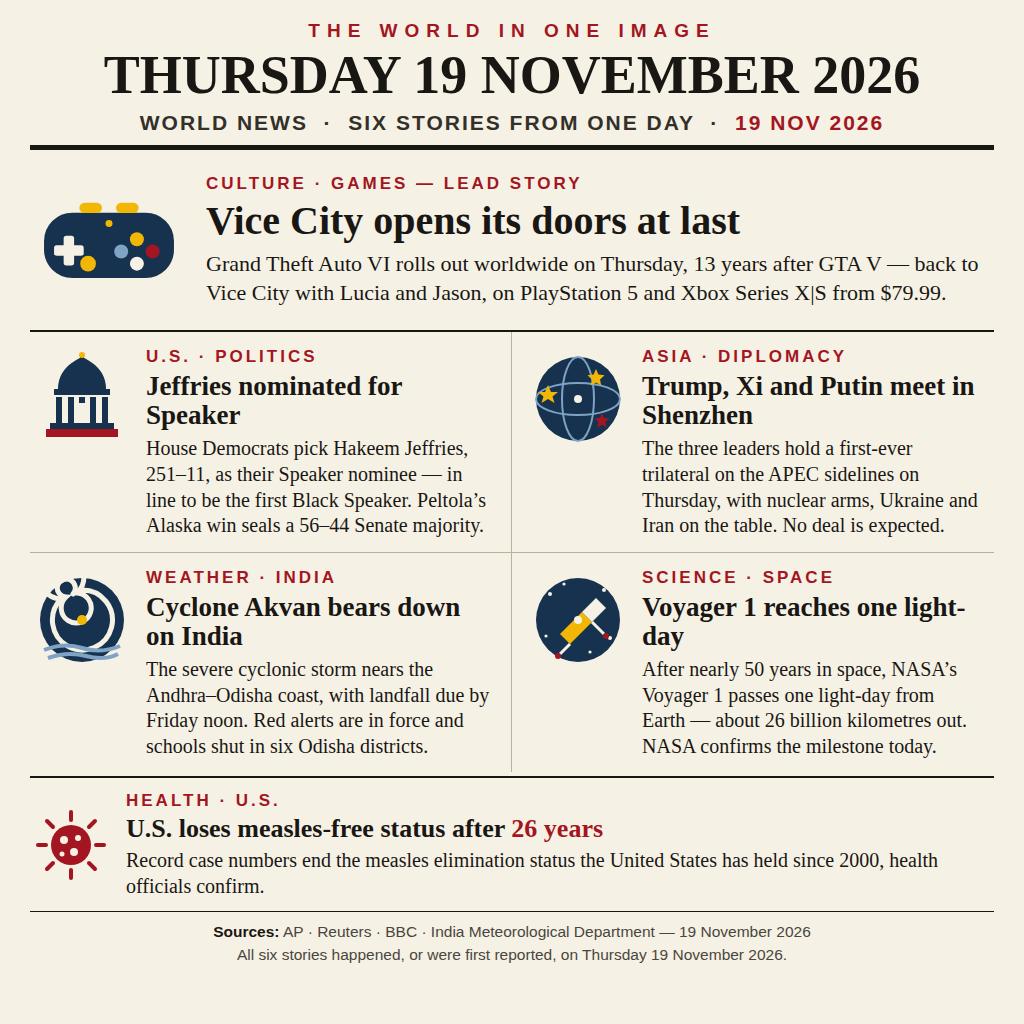 THE WORLD IN ONE IMAGE
THURSDAY 19 NOVEMBER 2026
WORLD NEWS · SIX STORIES FROM ONE DAY · 19 NOV 2026
CULTURE · GAMES — LEAD STORY
Vice City opens its doors at last
Grand Theft Auto VI rolls out worldwide on Thursday, 13 years after GTA V — back to
Vice City with Lucia and Jason, on PlayStation 5 and Xbox Series X|S from $79.99.
U.S. · POLITICS
Jeffries nominated for
Speaker
House Democrats pick Hakeem Jeffries,
251–11, as their Speaker nominee — in
line to be the first Black Speaker. Peltola’s
Alaska win seals a 56–44 Senate majority.
ASIA · DIPLOMACY
Trump, Xi and Putin meet in
Shenzhen
The three leaders hold a first-ever
trilateral on the APEC sidelines on
Thursday, with nuclear arms, Ukraine and
Iran on the table. No deal is expected.
WEATHER · INDIA
Cyclone Akvan bears down
on India
The severe cyclonic storm nears the
Andhra–Odisha coast, with landfall due by
Friday noon. Red alerts are in force and
schools shut in six Odisha districts.
SCIENCE · SPACE
Voyager 1 reaches one light-
day
After nearly 50 years in space, NASA’s
Voyager 1 passes one light-day from
Earth — about 26 billion kilometres out.
NASA confirms the milestone today.
HEALTH · U.S.
U.S. loses measles-free status after 26 years
Record case numbers end the measles elimination status the United States has held since 2000, health
officials confirm.
Sources: AP · Reuters · BBC · India Meteorological Department — 19 November 2026
All six stories happened, or were first reported, on Thursday 19 November 2026.